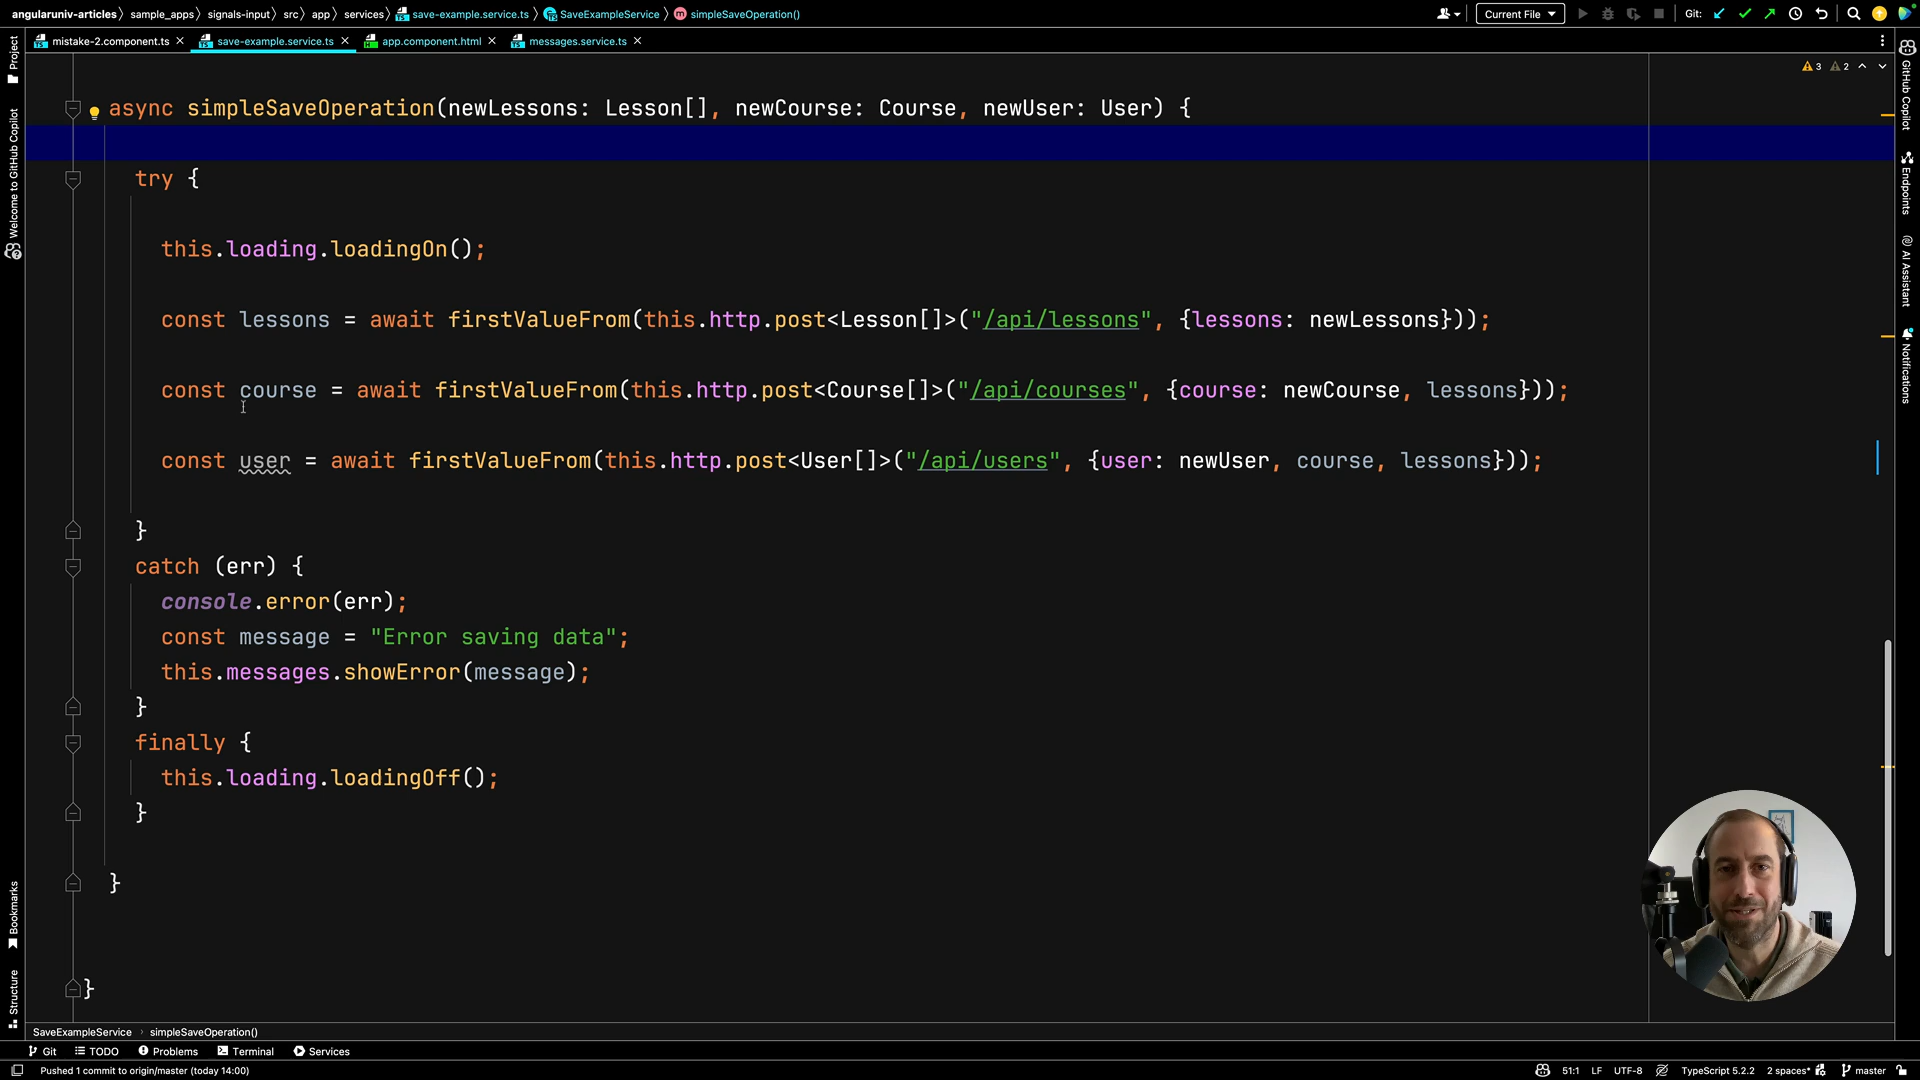 angularuniv-articles sample_apps signals-input src app services save-example.service.ts SaveExampleService simpleSaveOperation() Current File Git:
mistake-2.component.ts save-example.service.ts app.component.html messages.service.ts
3 2
async simpleSaveOperation(newLessons: Lesson[], newCourse: Course, newUser: User) {
try {
this.loading.loadingOn();
const lessons = await firstValueFrom(this.http.post<Lesson[]>("/api/lessons", {lessons: newLessons}));
const course = await firstValueFrom(this.http.post<Course[]>("/api/courses", {course: newCourse, lessons}));
const user = await firstValueFrom(this.http.post<User[]>("/api/users", {user: newUser, course, lessons}));
}
catch (err) {
console.error(err);
const message = "Error saving data";
this.messages.showError(message);
}
finally {
this.loading.loadingOff();
}
}
}
Project
Welcome to GitHub Copilot
Bookmarks
Structure
GitHub Copilot
Endpoints
AI Assistant
Notifications
SaveExampleService simpleSaveOperation()
Git TODO Problems Terminal Services
Pushed 1 commit to origin/master (today 14:00) 51:1 LF UTF-8 TypeScript 5.2.2 2 spaces* master